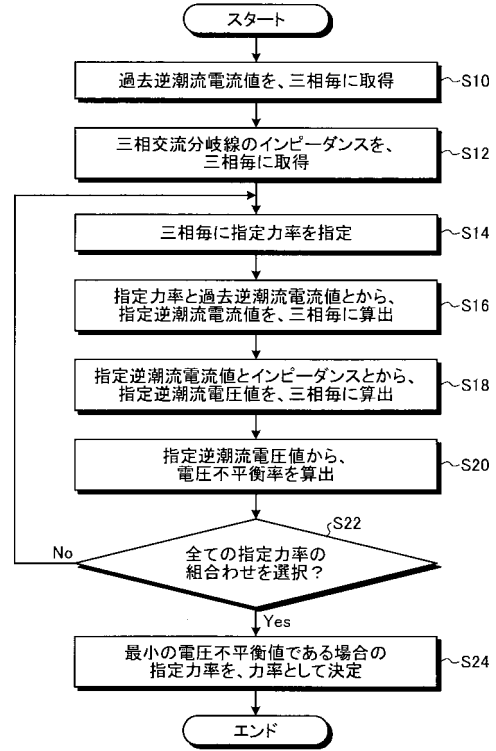 スタート
過去逆潮流電流値を、三相毎に取得
S10
三相交流分岐線のインピーダンスを、
三相毎に取得
S12
三相毎に指定力率を指定
S14
指定力率と過去逆潮流電流値とから、
指定逆潮流電流値を、三相毎に算出
S16
指定逆潮流電流値とインピーダンスとから、
指定逆潮流電圧値を、三相毎に算出
S18
指定逆潮流電圧値から、
電圧不平衡率を算出
S20
S22
全ての指定力率の
組合わせを選択？
No
Yes
最小の電圧不平衡値である場合の
指定力率を、力率として決定
S24
エンド